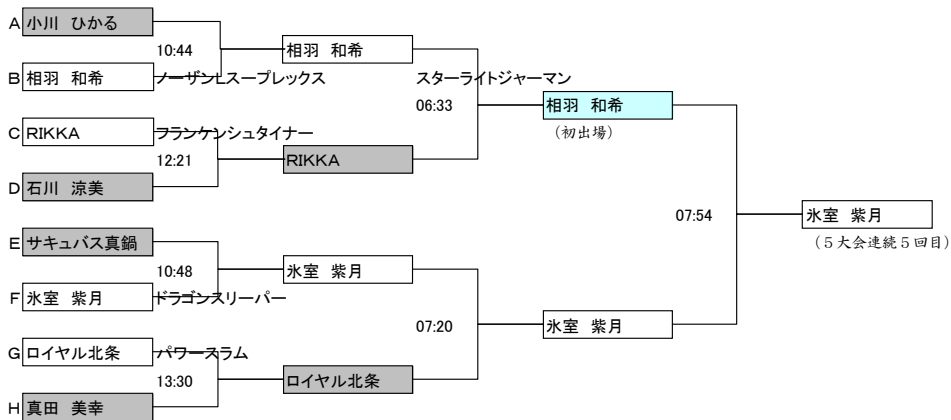 A 小川 ひかる
10:44
相羽 和希
B 相羽 和希 ノーザンLスープレックス
スターライトジャーマン
06:33
相羽 和希
(初出場)
C RIKKA フランケンシュタイナー
12:21
RIKKA
D 石川 涼美
07:54
氷室 紫月
(5大会連続5回目)
E サキュバス真鍋
10:48
氷室 紫月
F 氷室 紫月 ドラゴンスリーパー
07:20
氷室 紫月
G ロイヤル北条 パワースラム
13:30
ロイヤル北条
H 真田 美幸